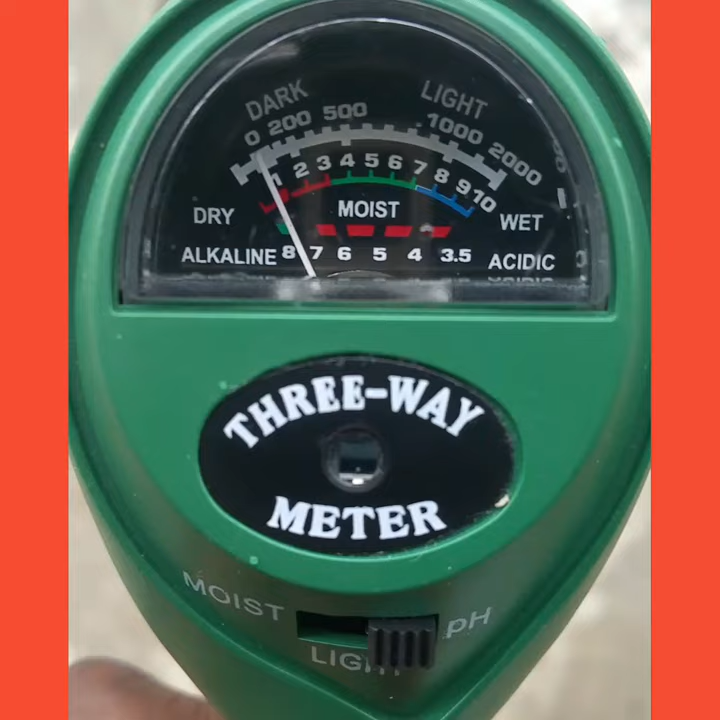 DARK LIGHT
0 200 500 1000 2000
1 2 3 4 5 6 7 8 9 10
DRY MOIST WET
ALKALINE 8 7 6 5 4 3.5 ACIDIC
THREE-WAY
METER
MOIST pH
LIGHT